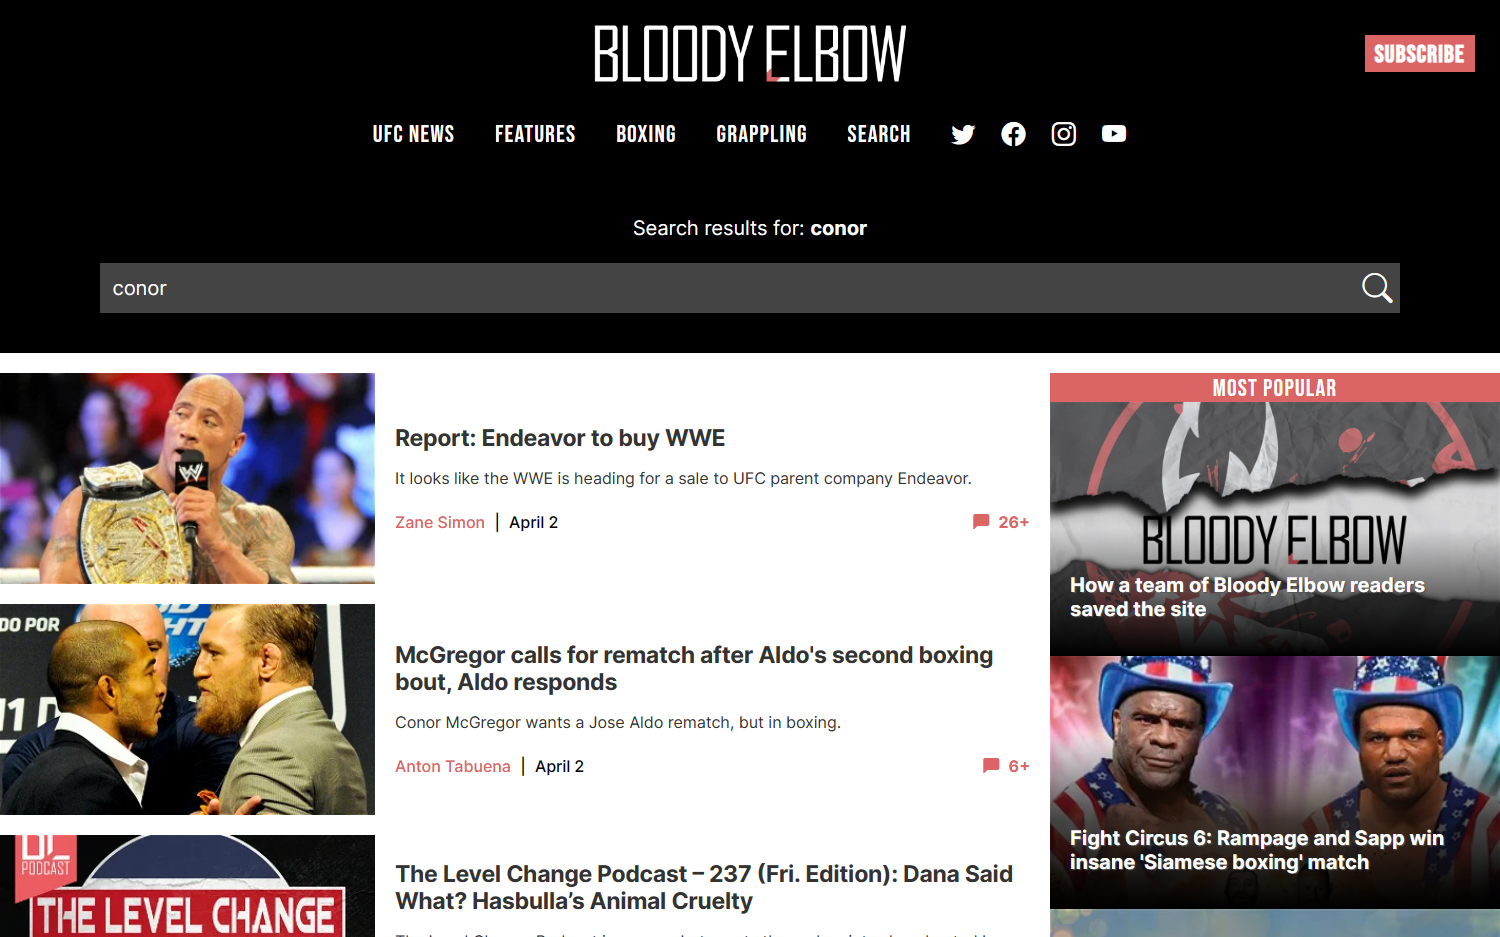 BLOODY ELBOW
SUBSCRIBE
UFC NEWS FEATURES BOXING GRAPPLING SEARCH
Search results for: conor
conor
Report: Endeavor to buy WWE
It looks like the WWE is heading for a sale to UFC parent company Endeavor.
Zane Simon | April 2 26+
DO POR
McGregor calls for rematch after Aldo's second boxing
bout, Aldo responds
Conor McGregor wants a Jose Aldo rematch, but in boxing.
Anton Tabuena | April 2 6+
PODCAST
THE LEVEL CHANGE
The Level Change Podcast – 237 (Fri. Edition): Dana Said
What? Hasbulla’s Animal Cruelty
MOST POPULAR
BLOODY ELBOW
How a team of Bloody Elbow readers
saved the site
Fight Circus 6: Rampage and Sapp win
insane 'Siamese boxing' match